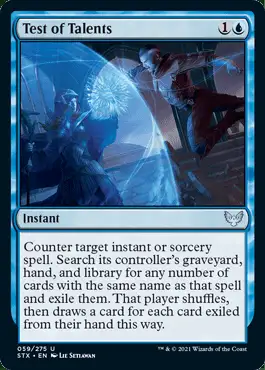 Test of Talents 1
Instant
Counter target instant or sorcery
spell. Search its controller's graveyard,
hand, and library for any number of
cards with the same name as that spell
and exile them. That player shuffles,
then draws a card for each card exiled
from their hand this way.
059/275 U
STX • EN Lie Setiawan
™ & © 2021 Wizards of the Coast